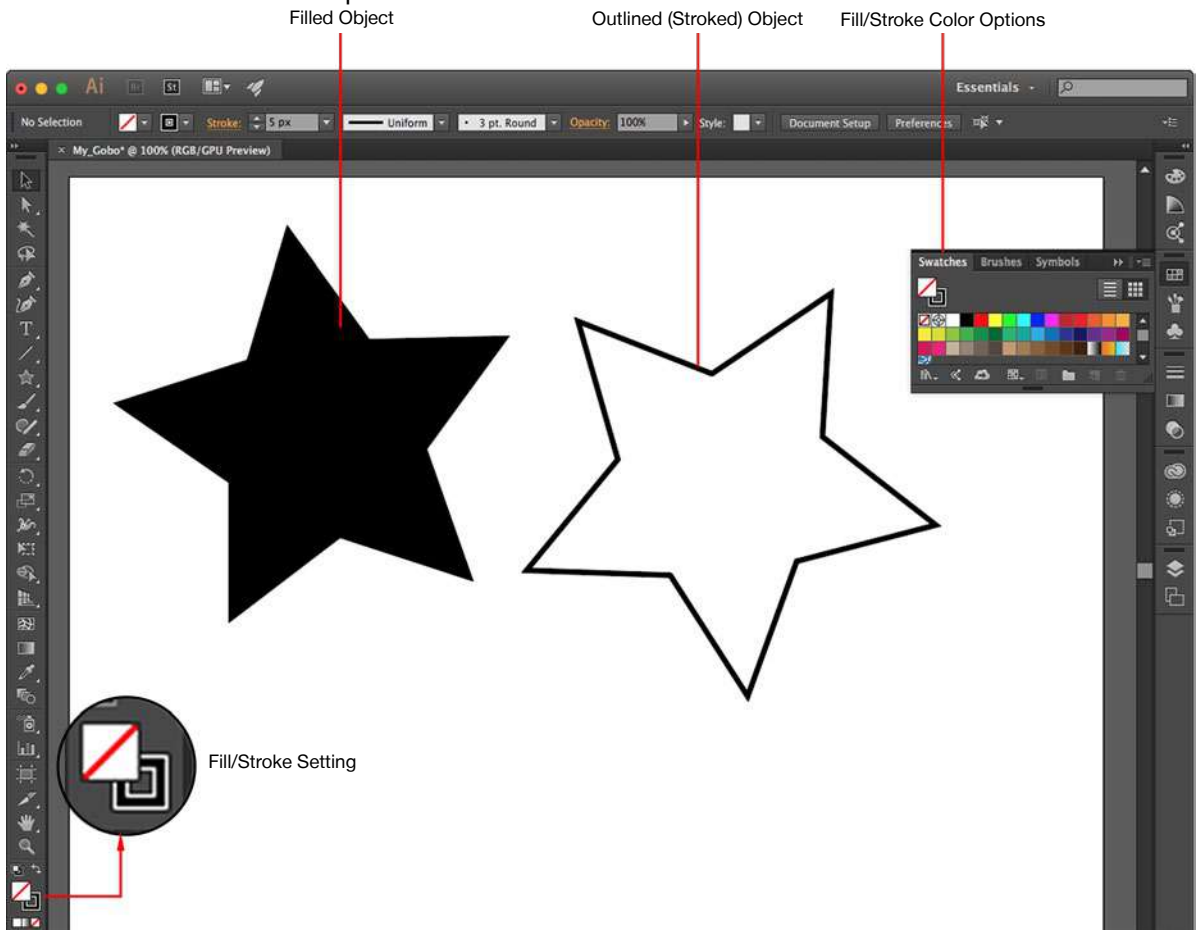 Filled Object
Outlined (Stroked) Object
Fill/Stroke Color Options
Ai Br St Essentials
No Selection Stroke: 5 px Uniform 3 pt. Round Opacity: 100% Style: Document Setup Preferences
× My_Gobo* @ 100% (RGB/GPU Preview)
Swatches Brushes Symbols
T
Fill/Stroke Setting